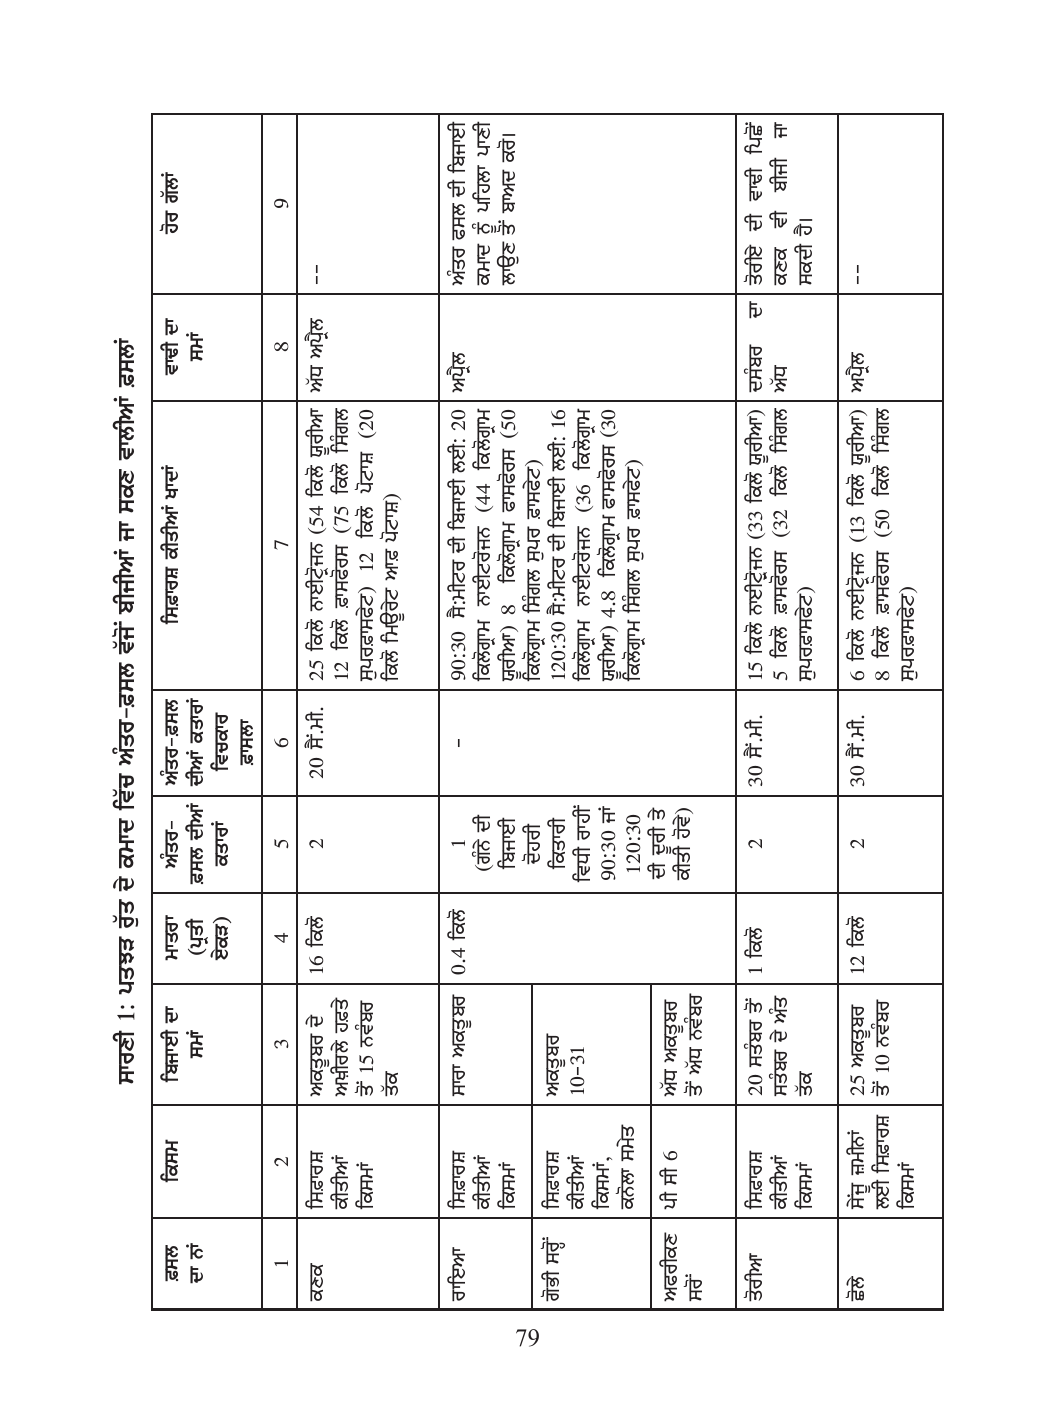 ਸਾਰਣੀ 1: ਪਤਝੜ ਰੁੱਤ ਦੇ ਕਮਾਦ ਵਿੱਚ ਅੰਤਰ-ਫ਼ਸਲ ਵੱਜੋਂ ਬੀਜੀਆਂ ਜਾ ਸਕਣ ਵਾਲੀਆਂ ਫ਼ਸਲਾਂ
ਫ਼ਸਲ
ਦਾ ਨਾਂ
ਕਿਸਮ
ਬਿਜਾਈ ਦਾ
ਸਮਾਂ
ਮਾਤਰਾ
(ਪ੍ਰਤੀ
ਏਕੜ)
ਅੰਤਰ-
ਫ਼ਸਲ ਦੀਆਂ
ਕਤਾਰਾਂ
ਅੰਤਰ-ਫ਼ਸਲ
ਦੀਆਂ ਕਤਾਰਾਂ
ਵਿਚਕਾਰ
ਫ਼ਾਸਲਾ
ਸਿਫ਼ਾਰਸ਼ ਕੀਤੀਆਂ ਖਾਦਾਂ
ਵਾਢੀ ਦਾ
ਸਮਾਂ
ਹੋਰ ਗੱਲਾਂ
1
2
3
4
5
6
7
8
9
ਕਣਕ
ਸਿਫ਼ਾਰਸ਼
ਕੀਤੀਆਂ
ਕਿਸਮਾਂ
ਅਕਤੂਬਰ ਦੇ
ਅਖ਼ੀਰਲੇ ਹਫ਼ਤੇ
ਤੋਂ 15 ਨਵੰਬਰ
ਤੱਕ
16 ਕਿਲੋ
2
20 ਸੈਂ.ਮੀ.
25 ਕਿਲੋ ਨਾਈਟ੍ਰੋਜਨ (54 ਕਿਲੋ ਯੂਰੀਆ
12 ਕਿਲੋ ਫ਼ਾਸਫੋਰਸ (75 ਕਿਲੋ ਸਿੰਗਲ
ਸੁਪਰਫ਼ਾਸਫੇਟ) 12 ਕਿਲੋ ਪੋਟਾਸ਼ (20
ਕਿਲੋ ਮਿਊਰੇਟ ਆਫ਼ ਪੋਟਾਸ਼)
ਅੱਧ ਅਪ੍ਰੈਲ
--
ਰਾਇਆ
ਸਿਫ਼ਾਰਸ਼
ਕੀਤੀਆਂ
ਕਿਸਮਾਂ
ਸਾਰਾ ਅਕਤੂਬਰ
0.4 ਕਿਲੋ
1
(ਗੰਨੇ ਦੀ
ਬਿਜਾਈ
ਦੋਹਰੀ
ਕਿਤਾਰੀ
ਵਿਧੀ ਰਾਹੀਂ
90:30 ਜਾਂ
120:30
ਦੀ ਦੂਰੀ ਤੇ
ਕੀਤੀ ਹੋਵੇ)
-
90:30 ਸੈ:ਮੀਟਰ ਦੀ ਬਿਜਾਈ ਲਈ: 20
ਕਿਲੋਗ੍ਰਾਮ ਨਾਈਟਰੋਜਨ (44 ਕਿਲੋਗ੍ਰਾਮ
ਯੂਰੀਆ) 8 ਕਿਲੋਗ੍ਰਾਮ ਫਾਸਫੋਰਸ (50
ਕਿਲੋਗ੍ਰਾਮ ਸਿੰਗਲ ਸੁਪਰ ਫ਼ਾਸਫੇਟ)
120:30 ਸੈ:ਮੀਟਰ ਦੀ ਬਿਜਾਈ ਲਈ: 16
ਕਿਲੋਗ੍ਰਾਮ ਨਾਈਟਰੋਜਨ (36 ਕਿਲੋਗ੍ਰਾਮ
ਯੂਰੀਆ) 4.8 ਕਿਲੋਗ੍ਰਾਮ ਫਾਸਫੋਰਸ (30
ਕਿਲੋਗ੍ਰਾਮ ਸਿੰਗਲ ਸੁਪਰ ਫ਼ਾਸਫੇਟ)
ਅਪ੍ਰੈਲ
ਅੰਤਰ ਫਸਲ ਦੀ ਬਿਜਾਈ
ਕਮਾਦ ਨੂੰ ਪਹਿਲਾ ਪਾਣੀ
ਲਾਉਣ ਤੋਂ ਬਾਅਦ ਕਰੋ।
ਗੋਭੀ ਸਰ੍ਹੋਂ
ਸਿਫ਼ਾਰਸ਼
ਕੀਤੀਆਂ
ਕਿਸਮਾਂ,
ਕਨੋਲਾ ਸਮੇਤ
ਅਕਤੂਬਰ
10-31
ਅਫਰੀਕਣ
ਸਰੋਂ
ਪੀ ਸੀ 6
ਅੱਧ ਅਕਤੂਬਰ
ਤੋਂ ਅੱਧ ਨਵੰਬਰ
ਤੋਰੀਆ
ਸਿਫ਼ਾਰਸ਼
ਕੀਤੀਆਂ
ਕਿਸਮਾਂ
20 ਸਤੰਬਰ ਤੋਂ
ਸਤੰਬਰ ਦੇ ਅੰਤ
ਤੱਕ
1 ਕਿਲੋ
2
30 ਸੈਂ.ਮੀ.
15 ਕਿਲੋ ਨਾਈਟ੍ਰੋਜਨ (33 ਕਿਲੋ ਯੂਰੀਆ)
5 ਕਿਲੋ ਫ਼ਾਸਫੋਰਸ (32 ਕਿਲੋ ਸਿੰਗਲ
ਸੁਪਰਫ਼ਾਸਫੇਟ)
ਦਸੰਬਰ ਦਾ
ਅੱਧ
ਤੋਰੀਏ ਦੀ ਵਾਢੀ ਪਿਛੋਂ
ਕਣਕ ਵੀ ਬੀਜੀ ਜਾ
ਸਕਦੀ ਹੈ।
ਛੋਲੇ
ਸੇਂਜੂ ਜ਼ਮੀਨਾਂ
ਲਈ ਸਿਫ਼ਾਰਸ਼
ਕਿਸਮਾਂ
25 ਅਕਤੂਬਰ
ਤੋਂ 10 ਨਵੰਬਰ
12 ਕਿਲੋ
2
30 ਸੈਂ.ਮੀ.
6 ਕਿਲੋ ਨਾਈਟ੍ਰੋਜਨ (13 ਕਿਲੋ ਯੂਰੀਆ)
8 ਕਿਲੋ ਫ਼ਾਸਫੋਰਸ (50 ਕਿਲੋ ਸਿੰਗਲ
ਸੁਪਰਫ਼ਾਸਫੇਟ)
ਅਪ੍ਰੈਲ
--
79